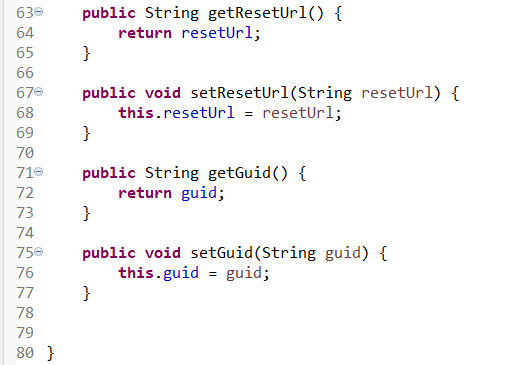 63 public String getResetUrl() {
64 return resetUrl;
65 }
66
67 public void setResetUrl(String resetUrl) {
68 this.resetUrl = resetUrl;
69 }
70
71 public String getGuid() {
72 return guid;
73 }
74
75 public void setGuid(String guid) {
76 this.guid = guid;
77 }
78
79
80 }